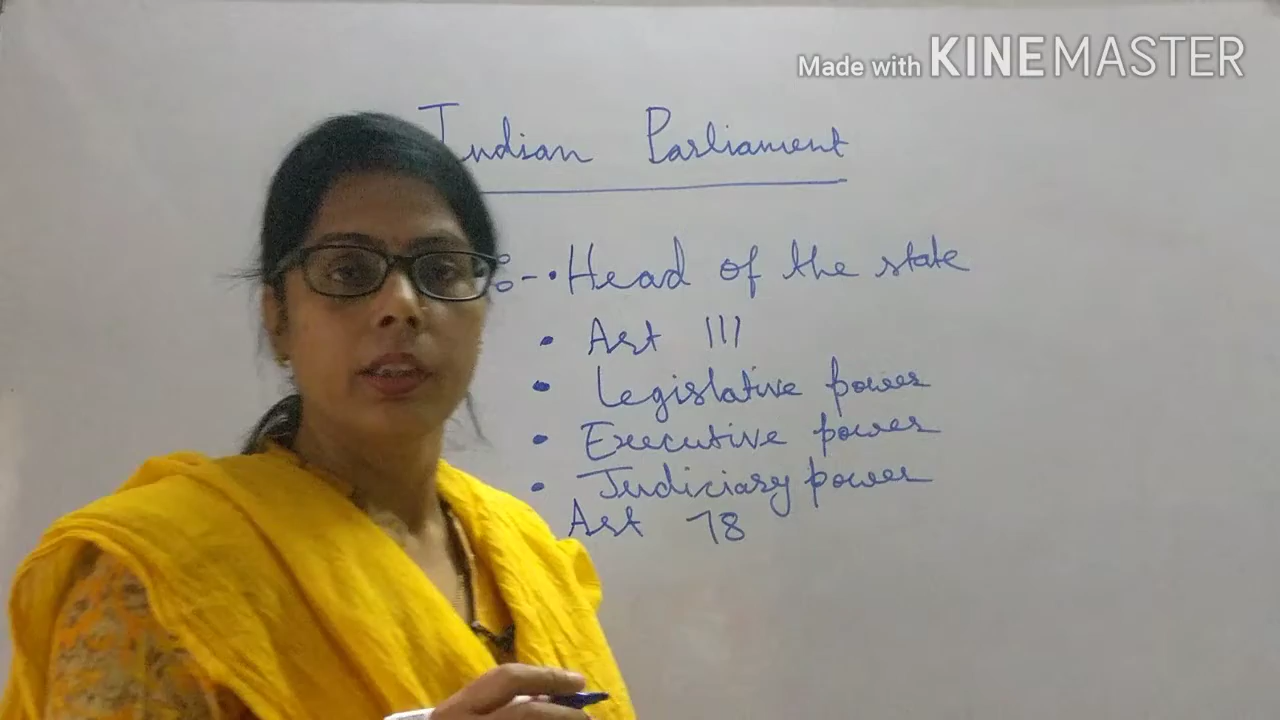 Made with KINEMASTER
Indian Parliament
:-• Head of the state
• Art 111
• Legislative power
• Executive power
• Judiciary power
Art 78